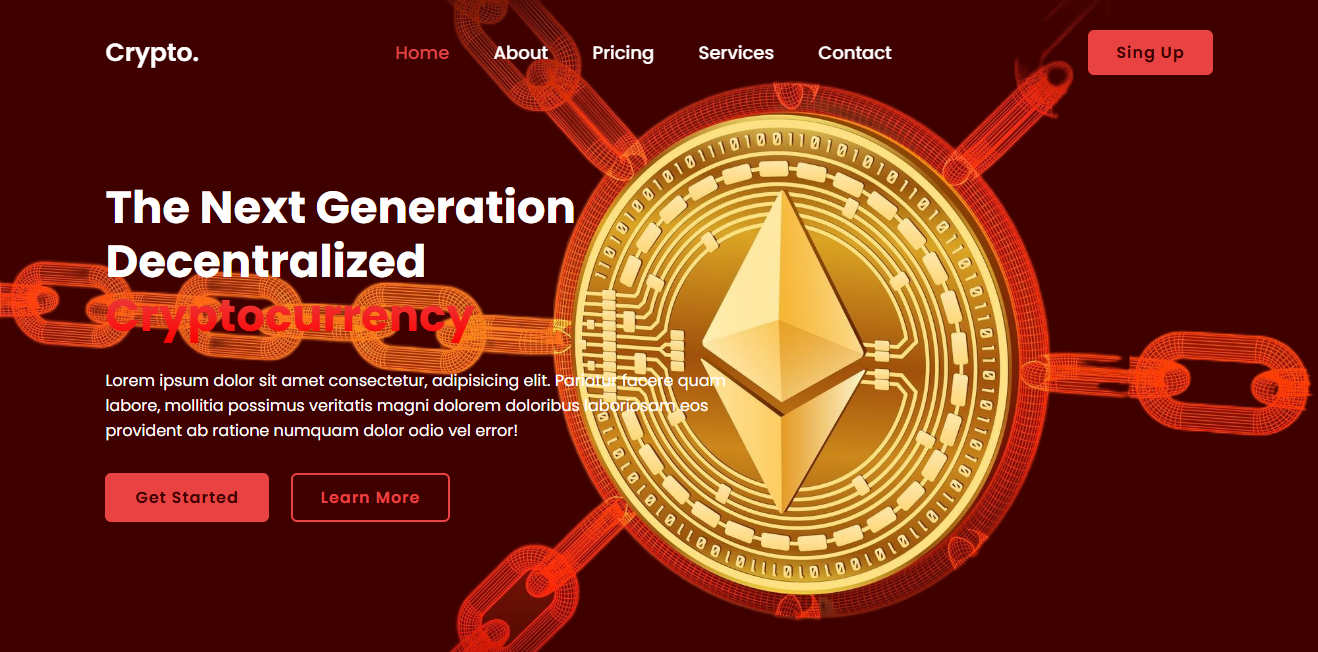 Crypto.
Home About Pricing Services Contact
Sing Up
The Next Generation
Decentralized
Cryptocurrency
Lorem ipsum dolor sit amet consectetur, adipisicing elit. Pariatur facere quam
labore, mollitia possimus veritatis magni dolorem doloribus laboriosam eos
provident ab ratione numquam dolor odio vel error!
Get Started
Learn More